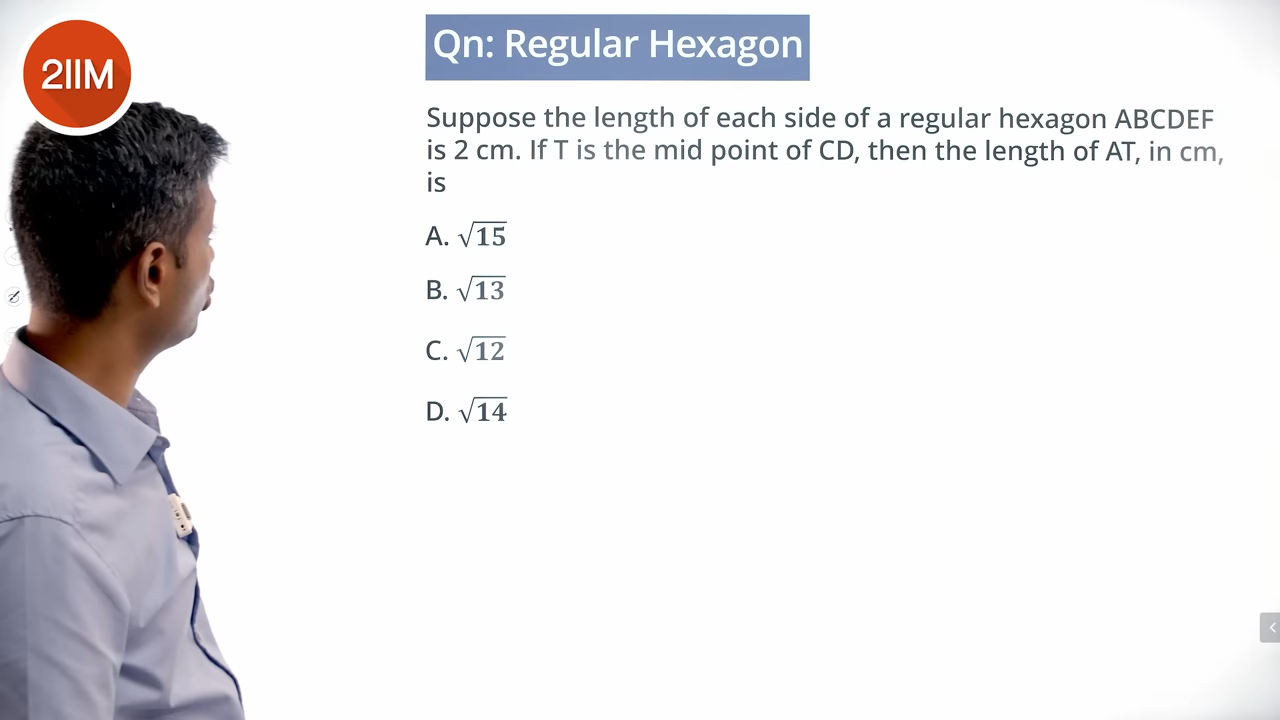 2IIM
Qn: Regular Hexagon
Suppose the length of each side of a regular hexagon ABCDEF
is 2 cm. If T is the mid point of CD, then the length of AT, in cm,
is
A. √15
B. √13
C. √12
D. √14